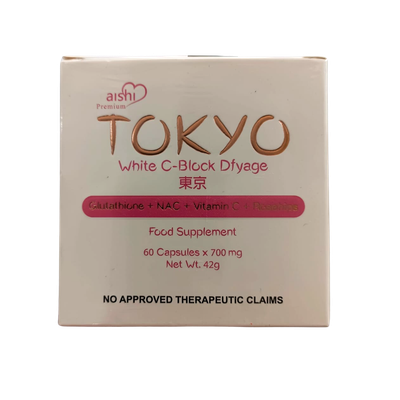 aishi
Premium
TOKYO
White C-Block Dfyage
東京
Glutathione + NAC + Vitamin C +
Food Supplement
60 Capsules x 700 mg
Net Wt. 42g
NO APPROVED THERAPEUTIC CLAIMS